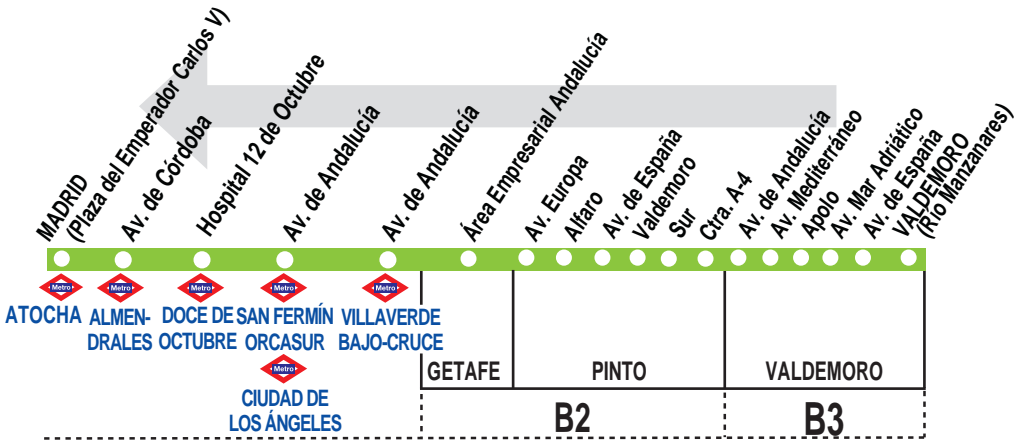 MADRID
(Plaza del Emperador Carlos V)
Av. de Córdoba
Hospital 12 de Octubre
Av. de Andalucía
Av. de Andalucía
Área Empresarial Andalucía
Av. Europa
Alfaro
Av. de España
Valdemoro
Sur
Ctra. A-4
Av. de Andalucía
Av. Mediterráneo
Apolo
Av. Mar Adriático
Av. de España
VALDEMORO
(Río Manzanares)
Metro
Metro
Metro
Metro
Metro
ATOCHA
ALMEN-
DRALES
DOCE DE
OCTUBRE
SAN FERMÍN
ORCASUR
VILLAVERDE
BAJO-CRUCE
Metro
CIUDAD DE
LOS ÁNGELES
GETAFE
PINTO
VALDEMORO
B2
B3